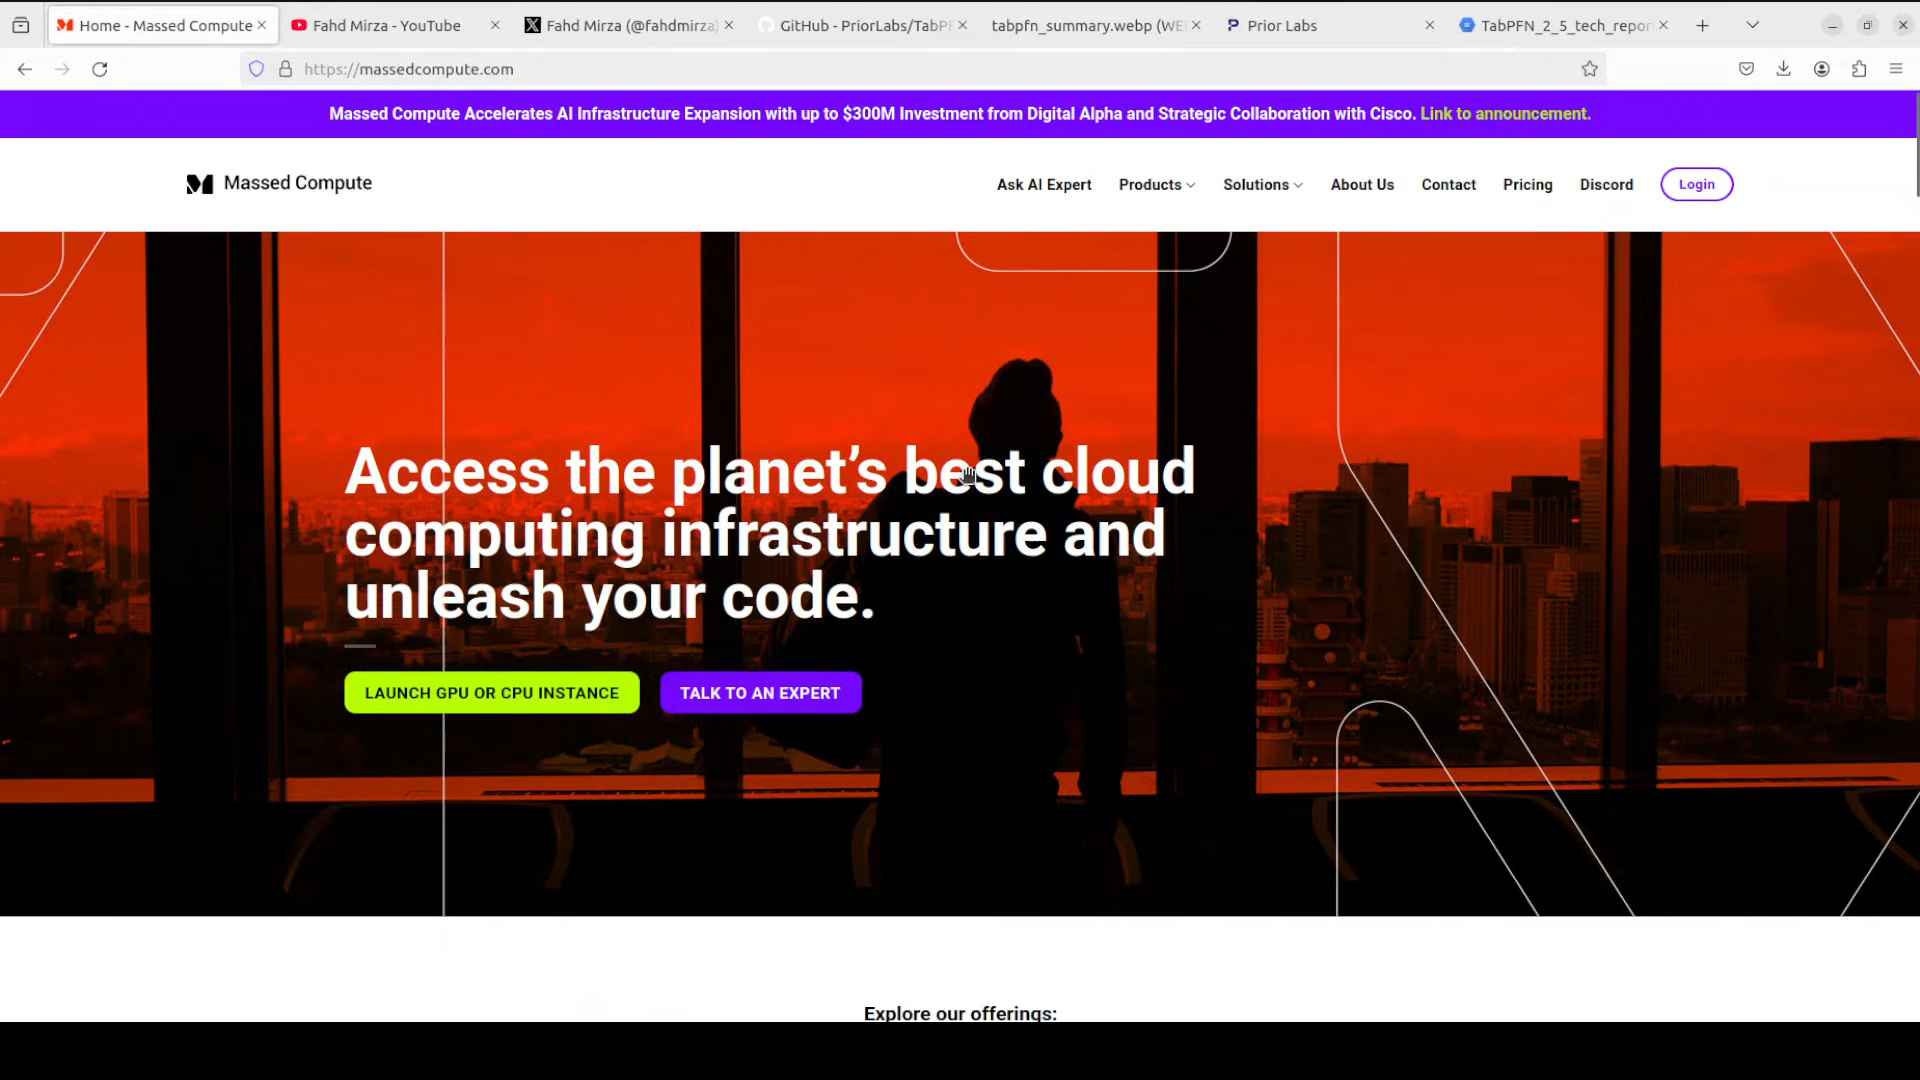 Home - Massed Compute
Fahd Mirza - YouTube
Fahd Mirza (@fahdmirza)
GitHub - PriorLabs/TabPF
tabpfn_summary.webp (WE
Prior Labs
TabPFN_2_5_tech_repor
https://massedcompute.com
Massed Compute Accelerates AI Infrastructure Expansion with up to $300M Investment from Digital Alpha and Strategic Collaboration with Cisco. Link to announcement.
Massed Compute
Ask AI Expert
Products
Solutions
About Us
Contact
Pricing
Discord
Login
Access the planet’s best cloud
computing infrastructure and
unleash your code.
LAUNCH GPU OR CPU INSTANCE
TALK TO AN EXPERT
Explore our offerings: